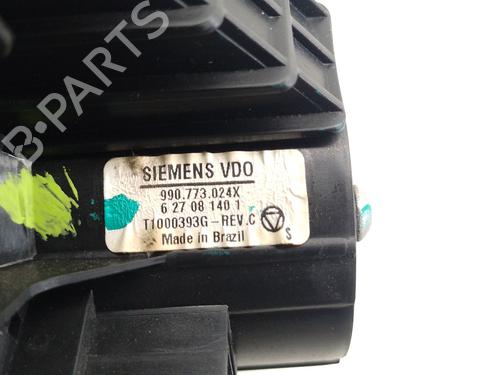 B-PARTS
SIEMENS VDO
990.773.024X
6 27 08 140 1
T1000393G-REV.C
S
Made in Brazil